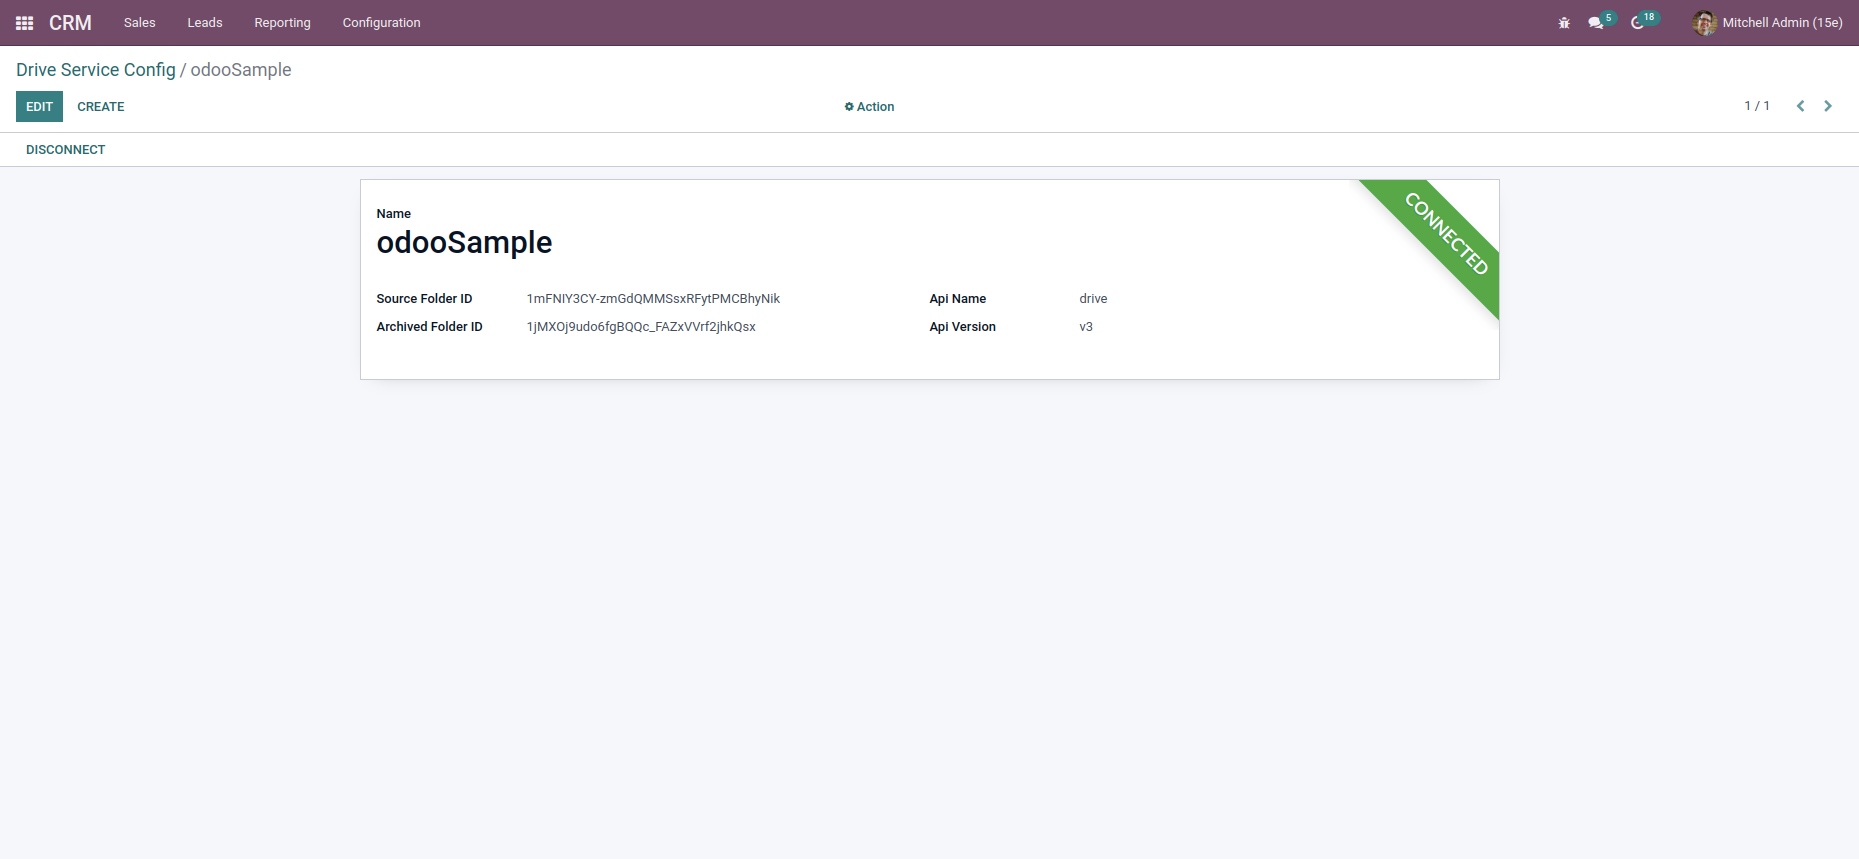 CRM Sales Leads Reporting Configuration 5 18 Mitchell Admin (15e)
Drive Service Config / odooSample
EDIT CREATE Action 1 / 1
DISCONNECT
CONNECTED
Name
odooSample
Source Folder ID 1mFNIY3CY-zmGdQMMSsxRFytPMCBhyNik Api Name drive
Archived Folder ID 1jMXOj9udo6fgBQQc_FAZxVVrf2jhkQsx Api Version v3